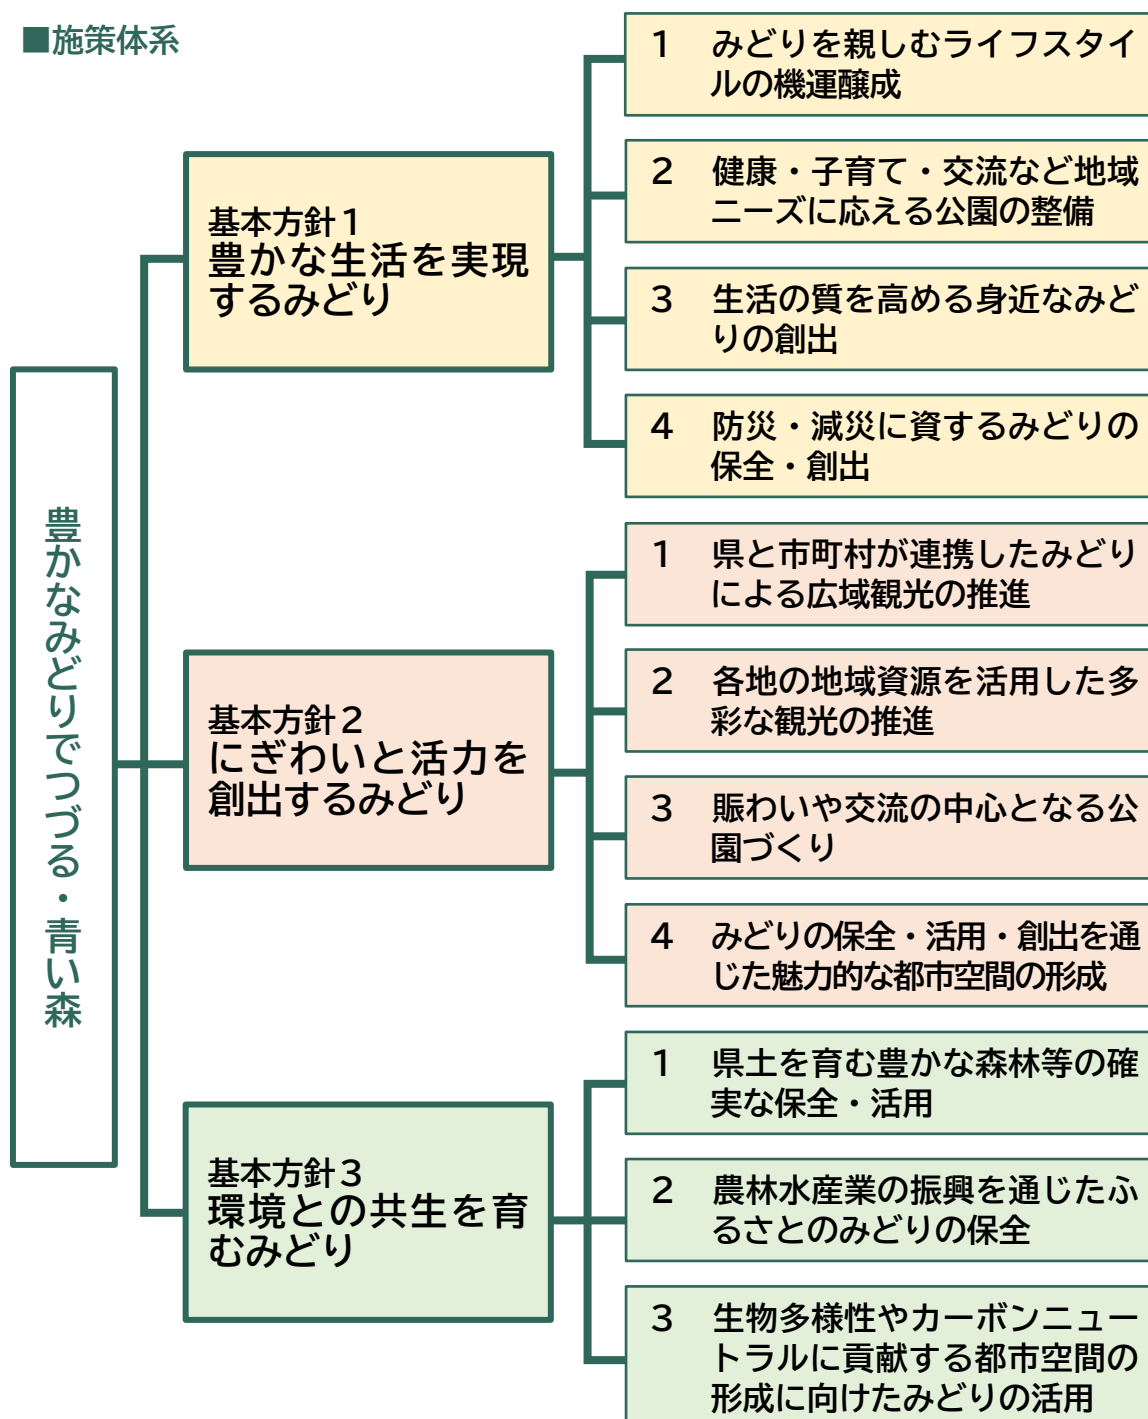 ■施策体系
豊かなみどりでつづる・青い森
基本方針1
豊かな生活を実現
するみどり
1 みどりを親しむライフスタイ
ルの機運醸成
2 健康・子育て・交流など地域
ニーズに応える公園の整備
3 生活の質を高める身近なみど
りの創出
4 防災・減災に資するみどりの
保全・創出
基本方針2
にぎわいと活力を
創出するみどり
1 県と市町村が連携したみどり
による広域観光の推進
2 各地の地域資源を活用した多
彩な観光の推進
3 賑わいや交流の中心となる公
園づくり
4 みどりの保全・活用・創出を通
じた魅力的な都市空間の形成
基本方針3
環境との共生を育
むみどり
1 県土を育む豊かな森林等の確
実な保全・活用
2 農林水産業の振興を通じたふ
るさとのみどりの保全
3 生物多様性やカーボンニュー
トラルに貢献する都市空間の
形成に向けたみどりの活用